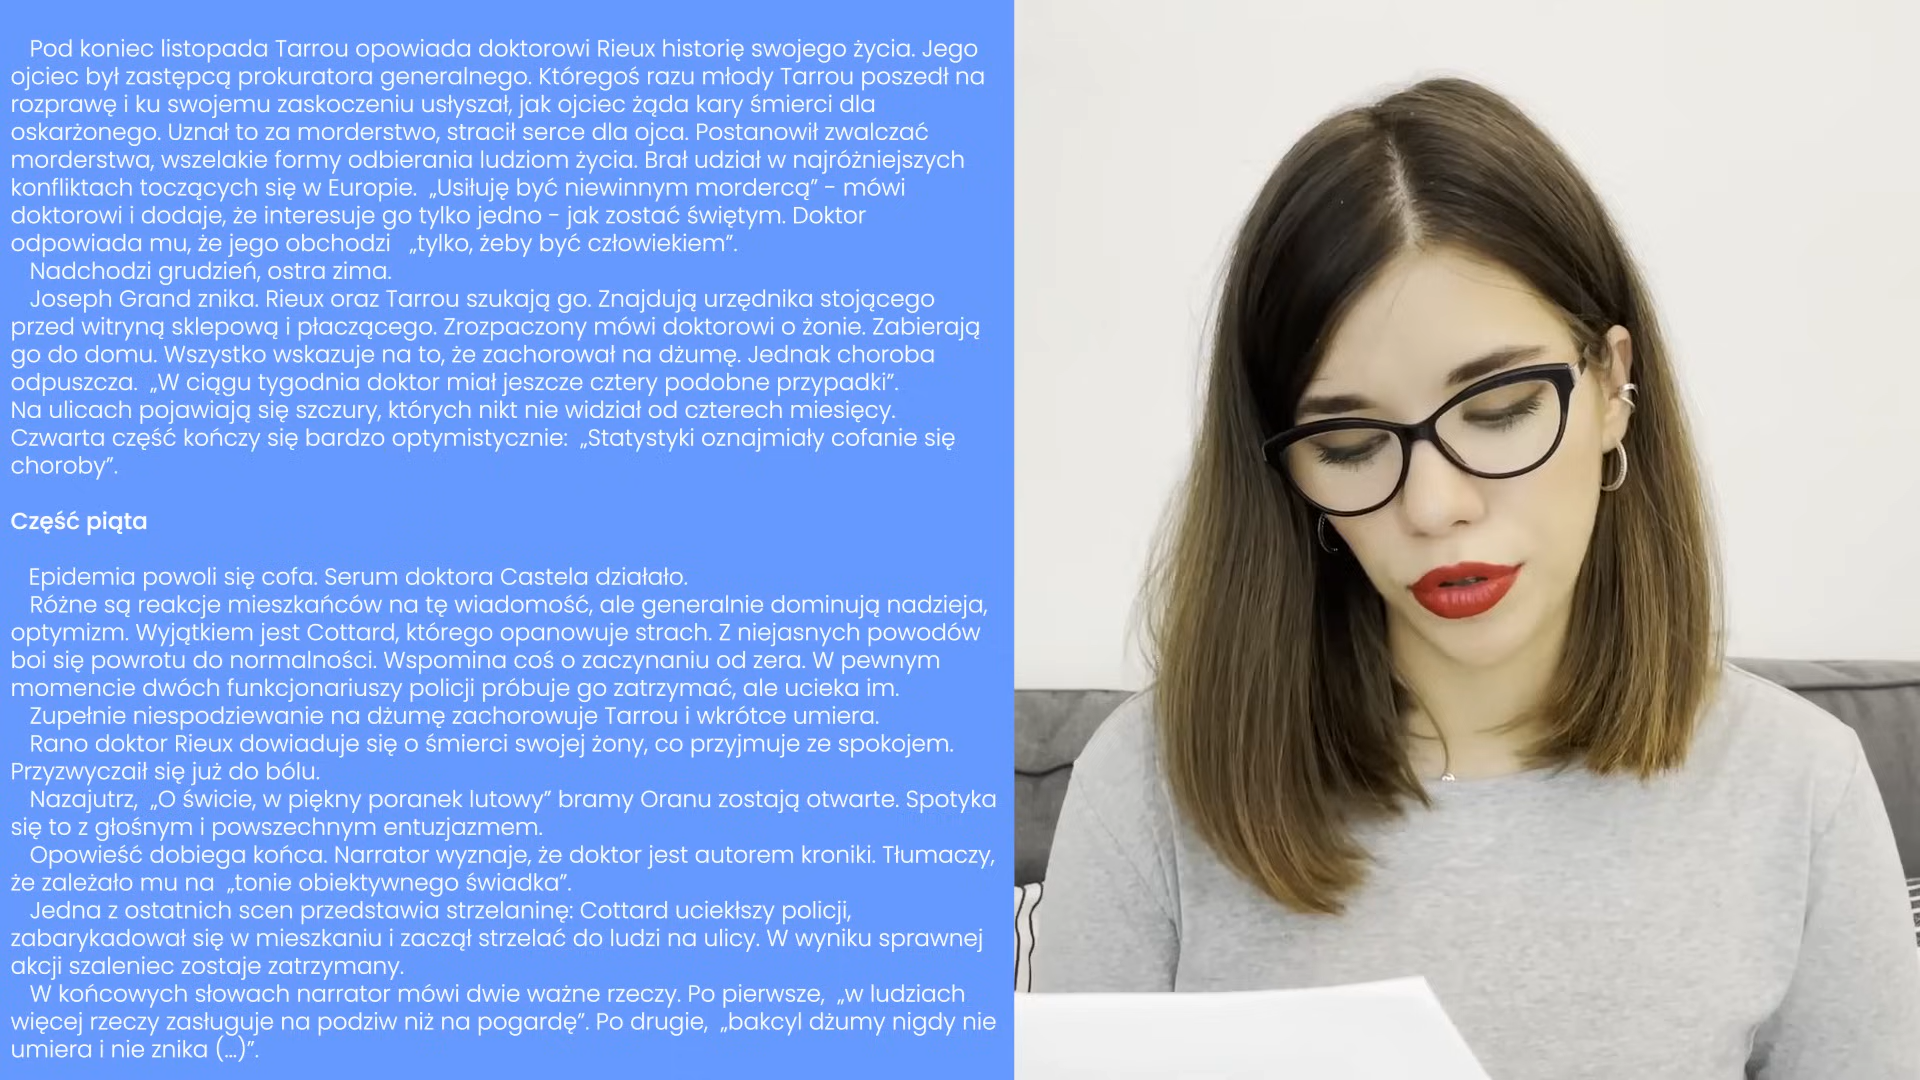 Pod koniec listopada Tarrou opowiada doktorowi Rieux historię swojego życia. Jego
ojciec był zastępcą prokuratora generalnego. Któregoś razu młody Tarrou poszedł na
rozprawę i ku swojemu zaskoczeniu usłyszał, jak ojciec żąda kary śmierci dla
oskarżonego. Uznał to za morderstwo, stracił serce dla ojca. Postanowił zwalczać
morderstwa, wszelakie formy odbierania ludziom życia. Brał udział w najróżniejszych
konfliktach toczących się w Europie. „Usiłuję być niewinnym mordercą” - mówi
doktorowi i dodaje, że interesuje go tylko jedno - jak zostać świętym. Doktor
odpowiada mu, że jego obchodzi „tylko, żeby być człowiekiem”.
Nadchodzi grudzień, ostra zima.
Joseph Grand znika. Rieux oraz Tarrou szukają go. Znajdują urzędnika stojącego
przed witryną sklepową i płaczącego. Zrozpaczony mówi doktorowi o żonie. Zabierają
go do domu. Wszystko wskazuje na to, że zachorował na dżumę. Jednak choroba
odpuszcza. „W ciągu tygodnia doktor miał jeszcze cztery podobne przypadki”.
Na ulicach pojawiają się szczury, których nikt nie widział od czterech miesięcy.
Czwarta część kończy się bardzo optymistycznie: „Statystyki oznajmiały cofanie się
choroby”.
Część piąta
Epidemia powoli się cofa. Serum doktora Castela działało.
Różne są reakcje mieszkańców na tę wiadomość, ale generalnie dominują nadzieja,
optymizm. Wyjątkiem jest Cottard, którego opanowuje strach. Z niejasnych powodów
boi się powrotu do normalności. Wspomina coś o zaczynaniu od zera. W pewnym
momencie dwóch funkcjonariuszy policji próbuje go zatrzymać, ale ucieka im.
Zupełnie niespodziewanie na dżumę zachorowuje Tarrou i wkrótce umiera.
Rano doktor Rieux dowiaduje się o śmierci swojej żony, co przyjmuje ze spokojem.
Przyzwyczaił się już do bólu.
Nazajutrz, „O świcie, w piękny poranek lutowy” bramy Oranu zostają otwarte. Spotyka
się to z głośnym i powszechnym entuzjazmem.
Opowieść dobiega końca. Narrator wyznaje, że doktor jest autorem kroniki. Tłumaczy,
że zależało mu na „tonie obiektywnego świadka”.
Jedna z ostatnich scen przedstawia strzelaninę: Cottard uciekłszy policji,
zabarykadował się w mieszkaniu i zaczął strzelać do ludzi na ulicy. W wyniku sprawnej
akcji szaleniec zostaje zatrzymany.
W końcowych słowach narrator mówi dwie ważne rzeczy. Po pierwsze, „w ludziach
więcej rzeczy zasługuje na podziw niż na pogardę”. Po drugie, „bakcyl dżumy nigdy nie
umiera i nie znika (...)”.